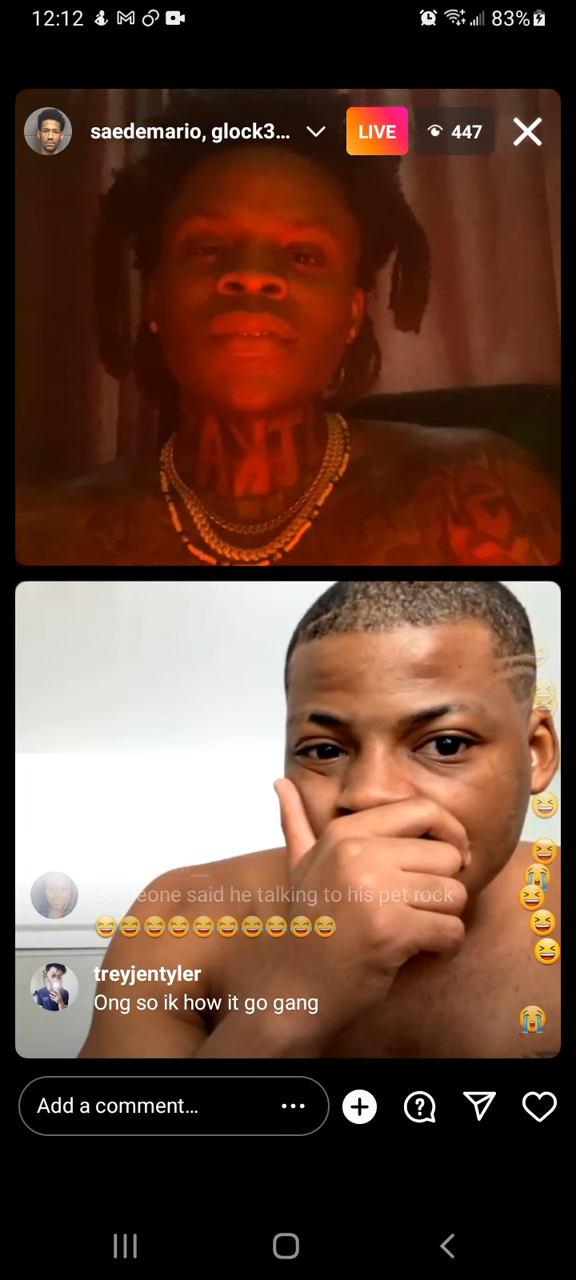 12:12
83%
saedemario, glock3...
LIVE
447
Someone said he talking to his pet rock
😂😂😂😂😂😂😂😂😂😂
treyjentyler
Ong so ik how it go gang
Add a comment...